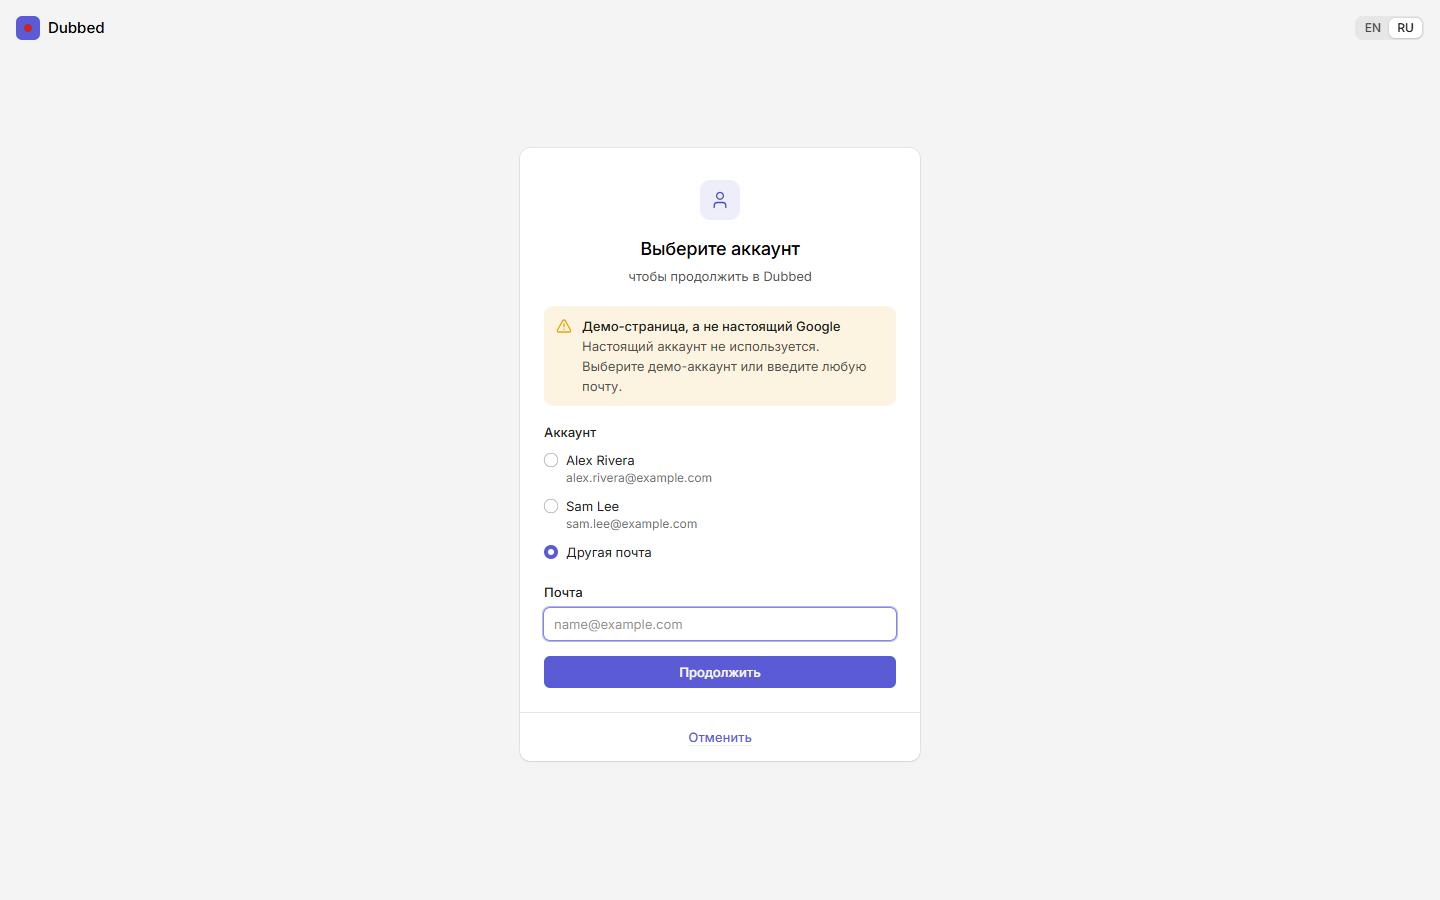 Dubbed
EN RU
Выберите аккаунт
чтобы продолжить в Dubbed
Демо-страница, а не настоящий Google
Настоящий аккаунт не используется.
Выберите демо-аккаунт или введите любую
почту.
Аккаунт
Alex Rivera
alex.rivera@example.com
Sam Lee
sam.lee@example.com
Другая почта
Почта
name@example.com
Продолжить
Отменить